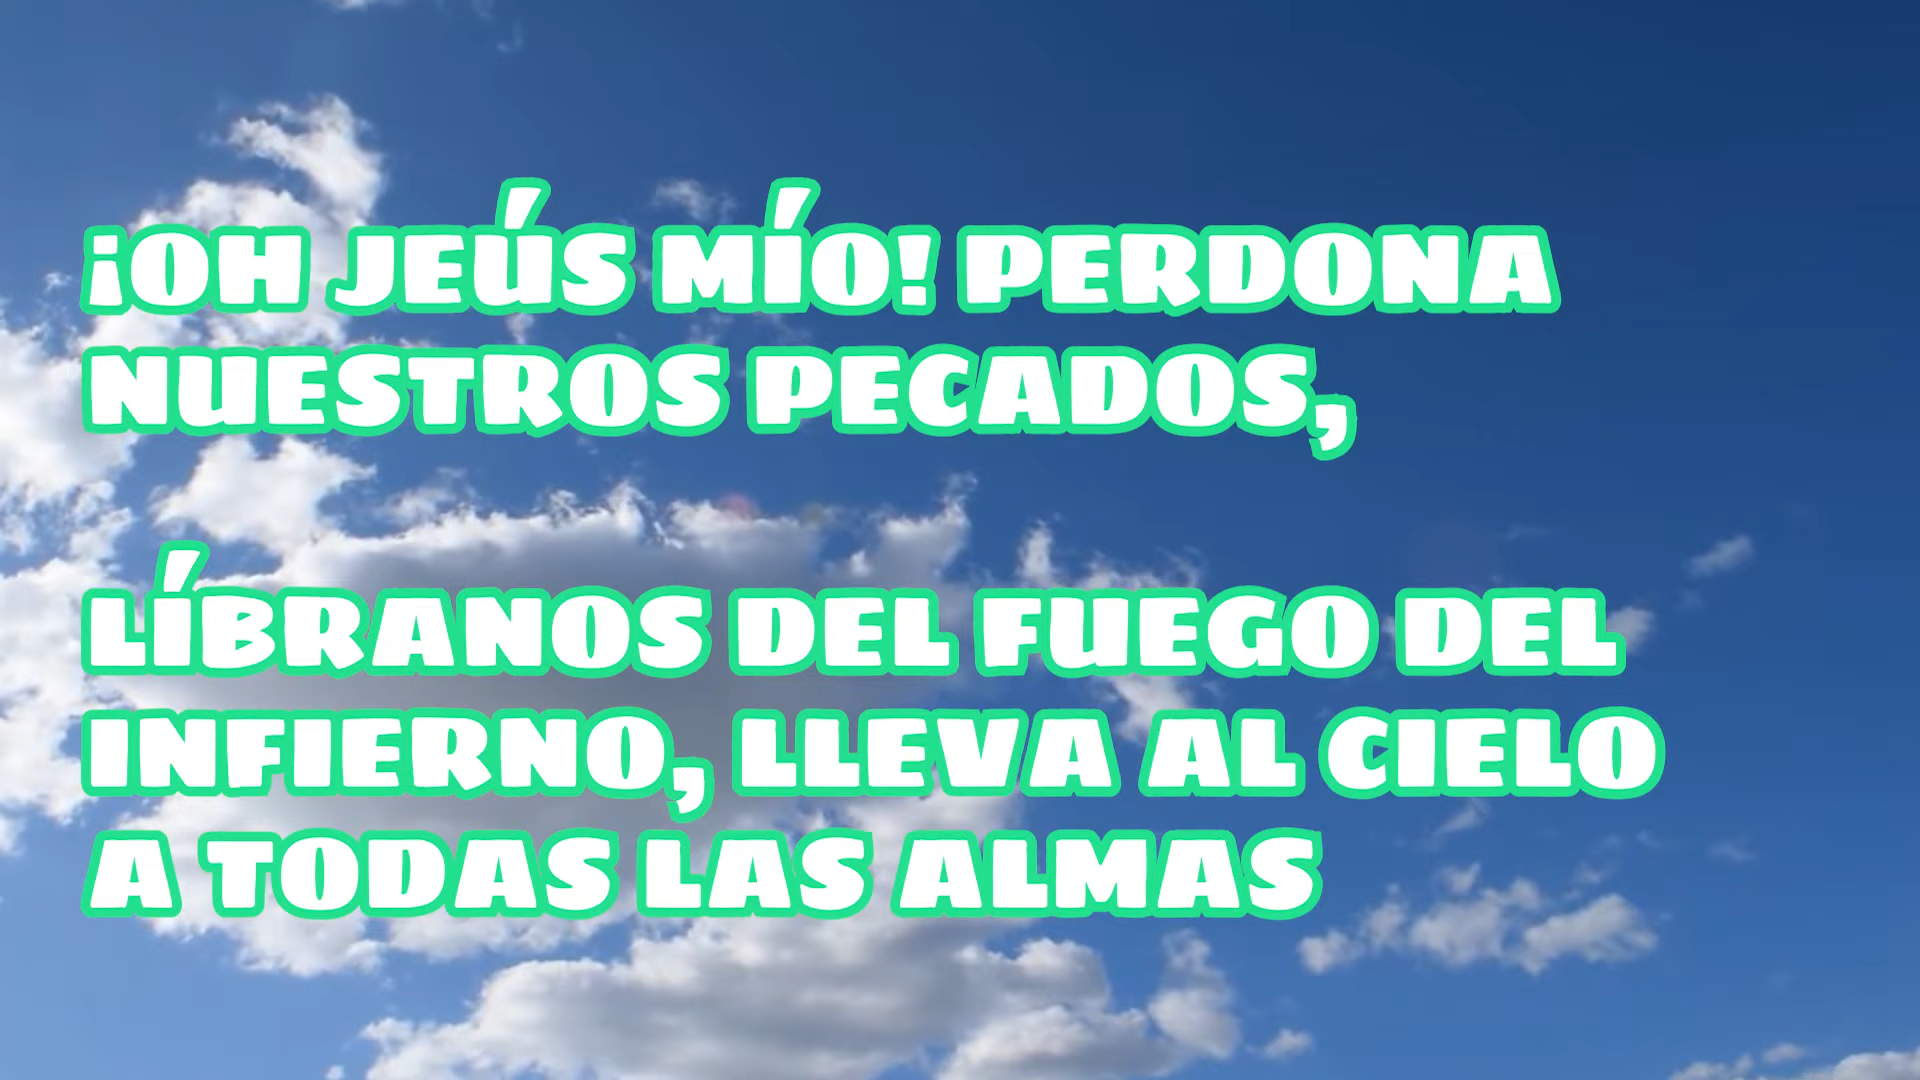 ¡OH JEÚS MÍO! PERDONA
NUESTROS PECADOS,
LÍBRANOS DEL FUEGO DEL
INFIERNO, LLEVA AL CIELO
A TODAS LAS ALMAS